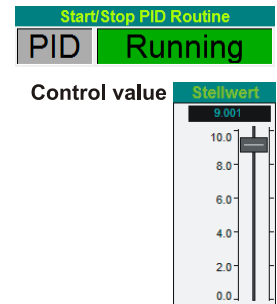 Start/Stop PID Routine
PID Running
Control value Stellwert
9.001
10.0
8.0
6.0
4.0
2.0
0.0